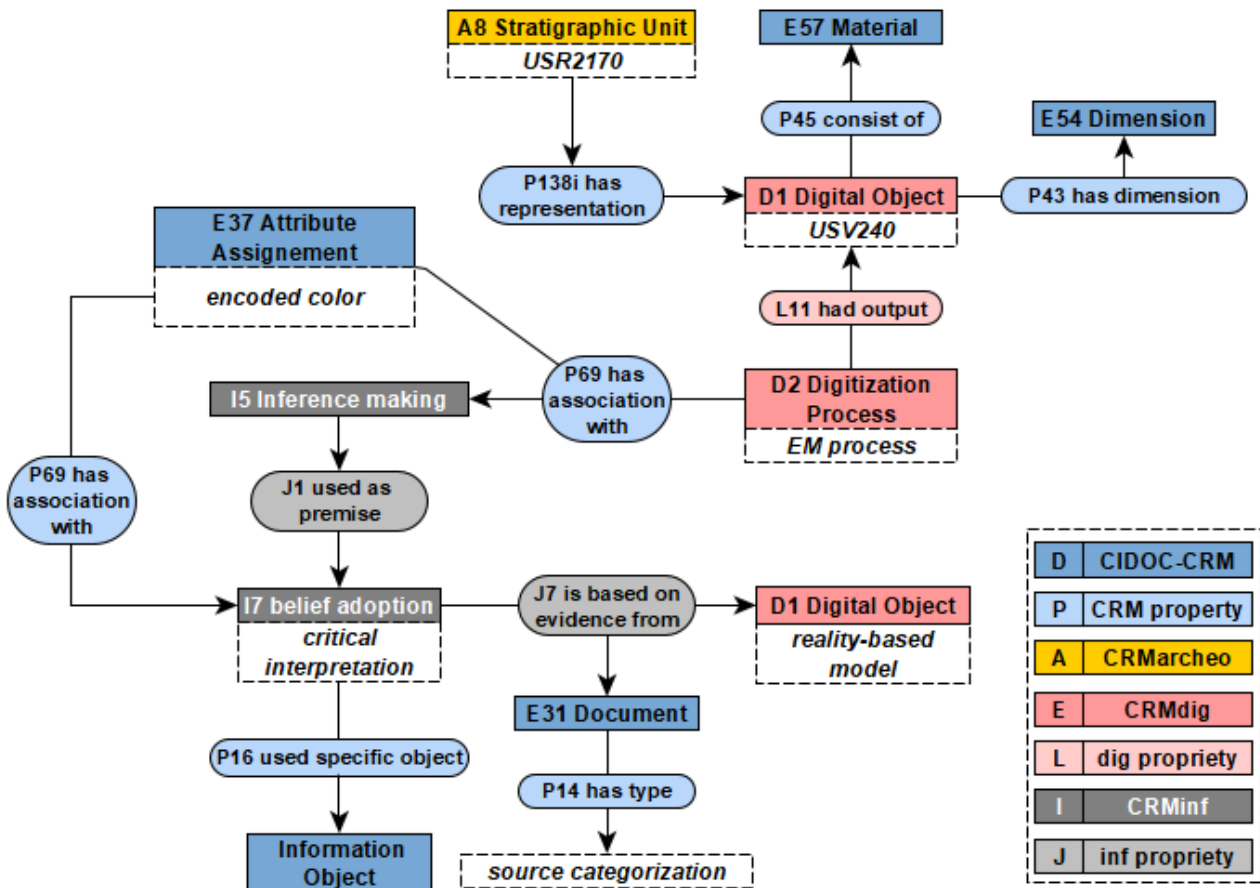 A8 Stratigraphic Unit
USR2170
E57 Material
P45 consist of
E54 Dimension
P138i has
representation
D1 Digital Object
USV240
P43 has dimension
E37 Attribute
Assignement
encoded color
L11 had output
I5 Inference making
P69 has
association
with
D2 Digitization
Process
EM process
P69 has
association
with
J1 used as
premise
I7 belief adoption
critical
interpretation
J7 is based on
evidence from
D1 Digital Object
reality-based
model
E31 Document
P16 used specific object
P14 has type
Information
Object
source categorization
D CIDOC-CRM
P CRM property
A CRMarcheo
E CRMdig
L dig propriety
I CRMinf
J inf propriety